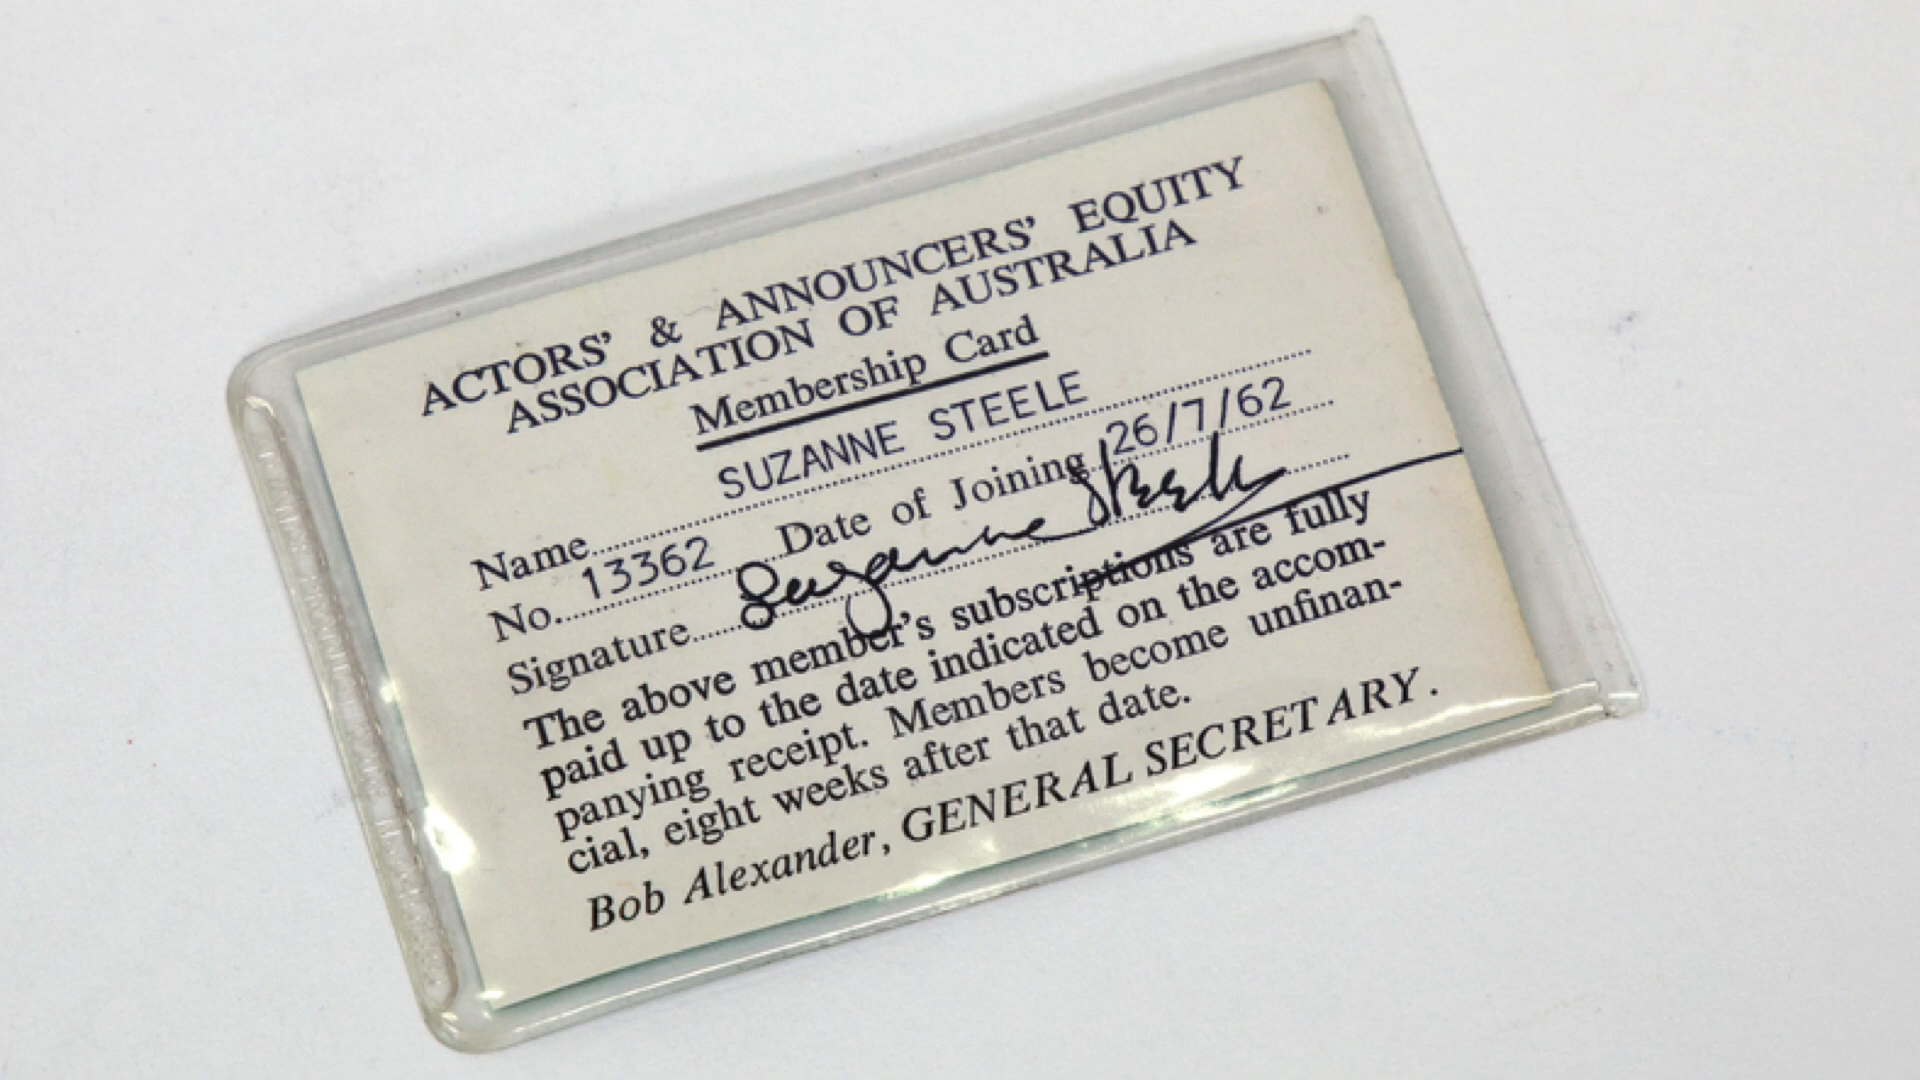 ACTORS' & ANNOUNCERS' EQUITY
ASSOCIATION OF AUSTRALIA
Membership Card
Name.....SUZANNE STEELE
No.....13362.....Date of Joining 26/7/62
Signature.....Suzanne Steele
The above member's subscriptions are fully
paid up to the date indicated on the accom-
panying receipt. Members become unfinan-
cial, eight weeks after that date.
Bob Alexander, GENERAL SECRETARY.